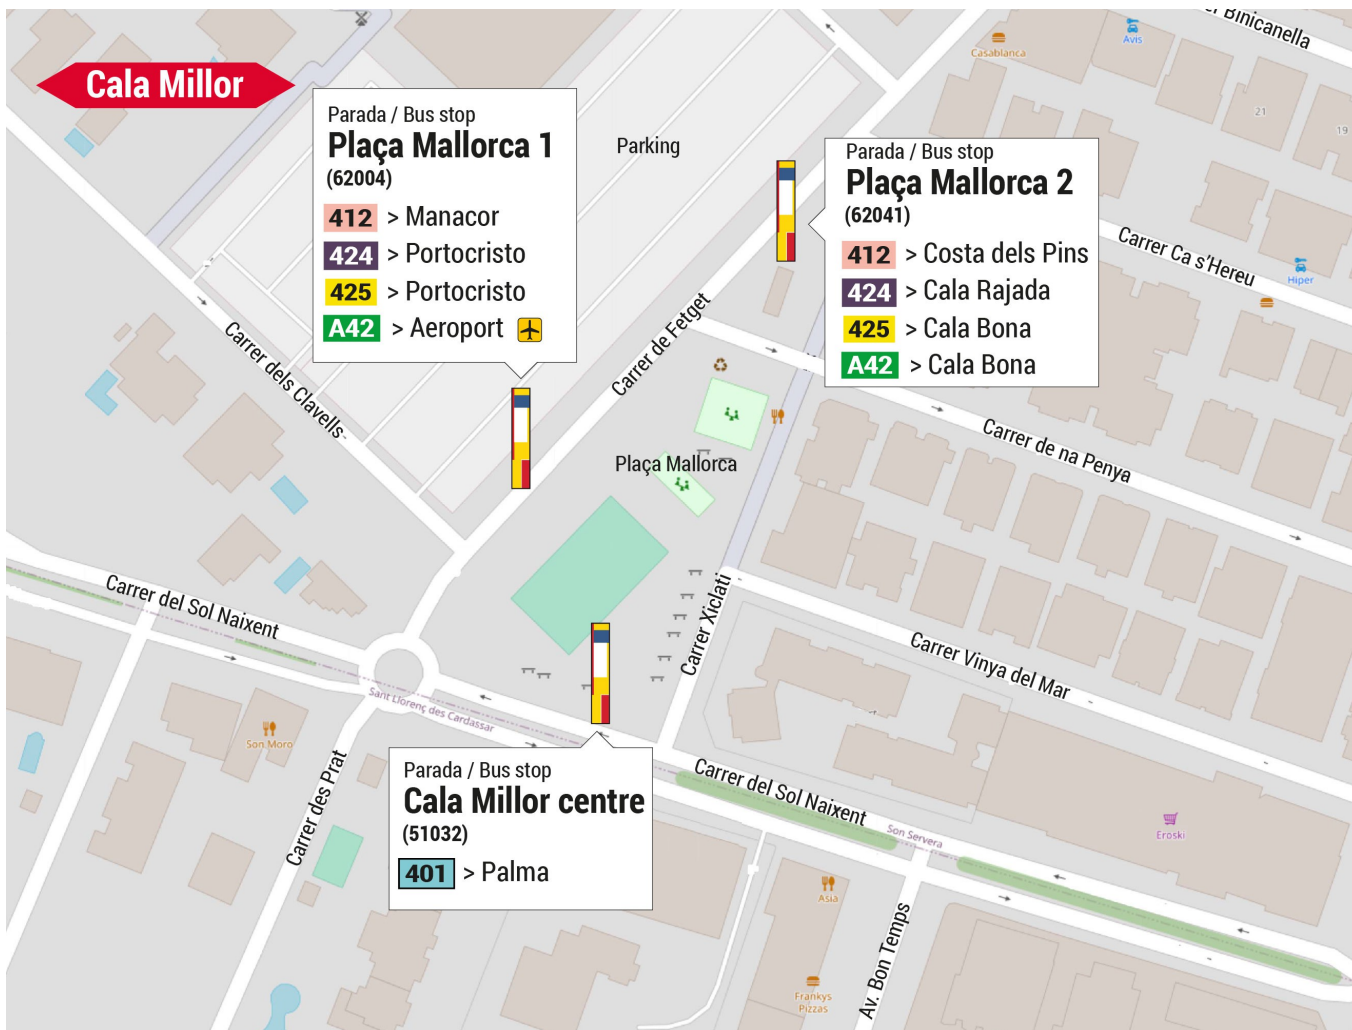 Cala Millor
Parada / Bus stop
Plaça Mallorca 1
(62004)
412 > Manacor
424 > Portocristo
425 > Portocristo
A42 > Aeroport
Parking
Casablanca
Avis
Binicanella
21
19
Parada / Bus stop
Plaça Mallorca 2
(62041)
412 > Costa dels Pins
424 > Cala Rajada
425 > Cala Bona
A42 > Cala Bona
Carrer Ca s'Hereu
Hiper
Carrer dels Clavells
Carrer de Fetget
Carrer de na Penya
Plaça Mallorca
Carrer del Sol Naixent
Carrer Xiclati
Carrer Vinya del Mar
Sant Llorenç des Cardassar
Son Moro
Carrer des Prat
Parada / Bus stop
Cala Millor centre
(51032)
401 > Palma
Carrer del Sol Naixent
Son Servera
Eroski
Asia
Av. Bon Temps
Frankys
Pizzas